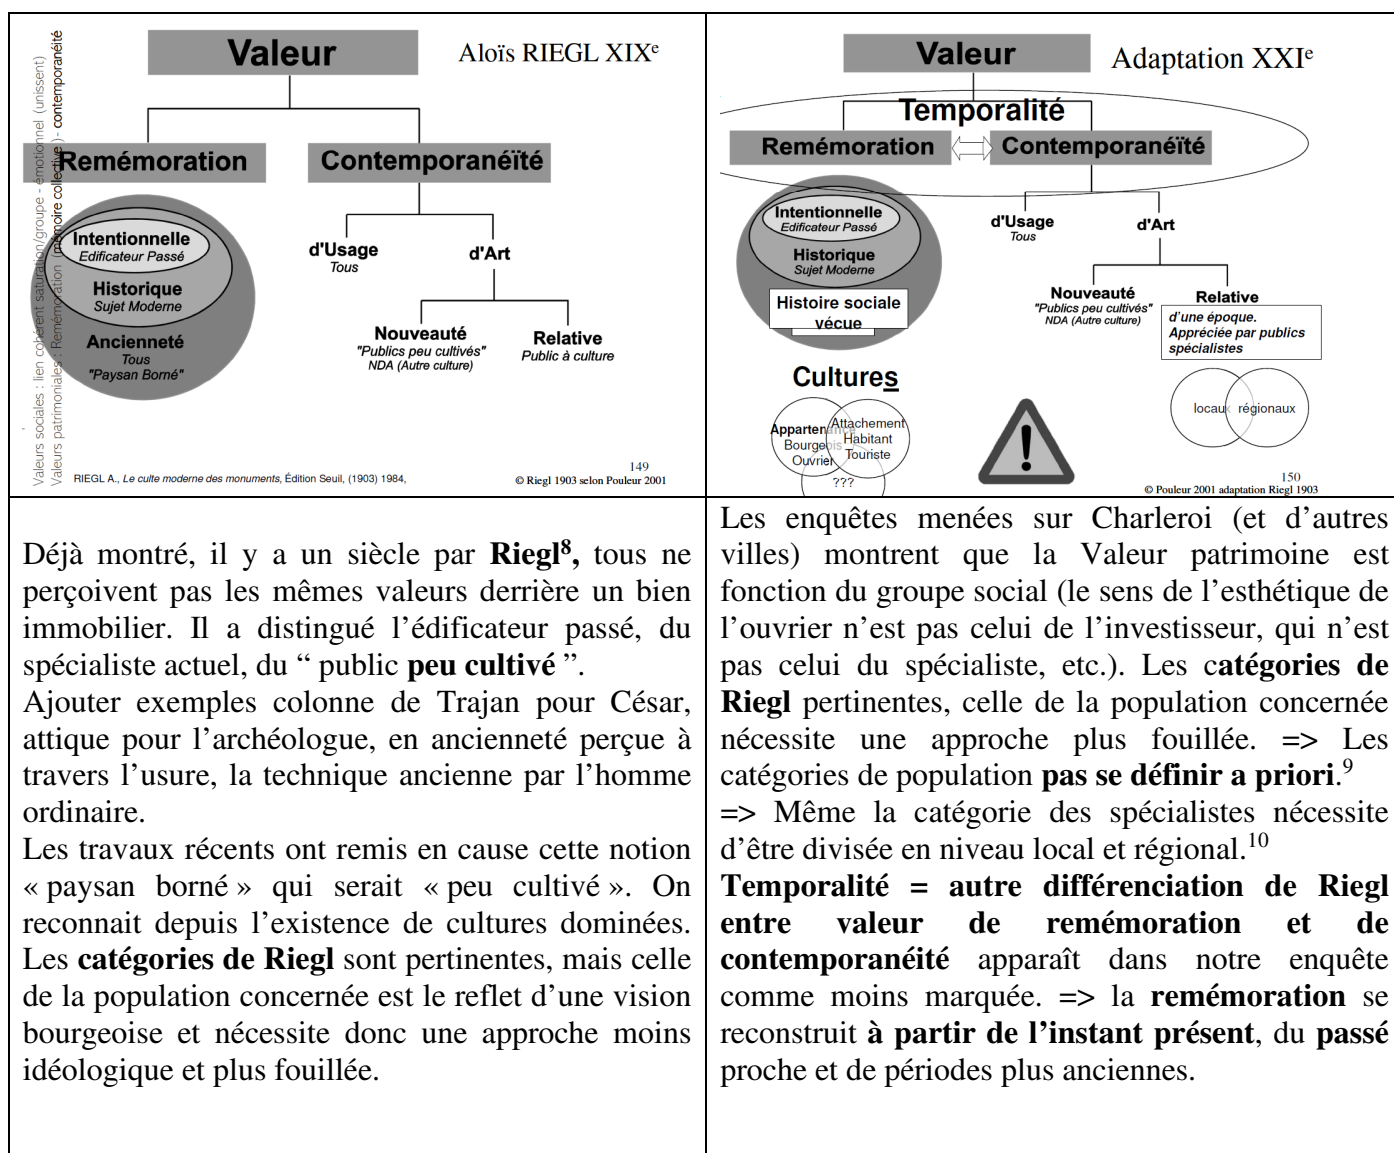 Valeurs sociales : lien cohérent saturation/groupe - émotionnel (unissent)
Valeurs patrimoniales : Remémoration (mémoire collective ) - contemporanéité
Valeur
Aloïs RIEGL XIXᵉ
Remémoration
Contemporanéïté
Intentionnelle
Edificateur Passé
Historique
Sujet Moderne
Ancienneté
Tous
"Paysan Borné"
d'Usage
Tous
d'Art
Nouveauté
"Publics peu cultivés"
NDA (Autre culture)
Relative
Public à culture
149
RIEGL A., Le culte moderne des monuments, Édition Seuil, (1903) 1984,
© Riegl 1903 selon Pouleur 2001
Valeur
Adaptation XXIᵉ
Temporalité
Remémoration
Contemporanéïté
Intentionnelle
Edificateur Passé
Historique
Sujet Moderne
Histoire sociale
vécue
d'Usage
Tous
d'Art
Nouveauté
"Publics peu cultivés"
NDA (Autre culture)
Relative
d'une époque.
Appréciée par publics
spécialistes
Cultures
Appartenance
Bourgeois
Ouvrier
Attachement
Habitant
Touriste
???
locaux
régionaux
150
© Pouleur 2001 adaptation Riegl 1903
Déjà montré, il y a un siècle par Riegl⁸, tous ne
perçoivent pas les mêmes valeurs derrière un bien
immobilier. Il a distingué l’édificateur passé, du
spécialiste actuel, du “ public peu cultivé ”.
Ajouter exemples colonne de Trajan pour César,
attique pour l’archéologue, en ancienneté perçue à
travers l’usure, la technique ancienne par l’homme
ordinaire.
Les travaux récents ont remis en cause cette notion
« paysan borné » qui serait « peu cultivé ». On
reconnait depuis l’existence de cultures dominées.
Les catégories de Riegl sont pertinentes, mais celle
de la population concernée est le reflet d’une vision
bourgeoise et nécessite donc une approche moins
idéologique et plus fouillée.
Les enquêtes menées sur Charleroi (et d’autres
villes) montrent que la Valeur patrimoine est
fonction du groupe social (le sens de l’esthétique de
l’ouvrier n’est pas celui de l’investisseur, qui n’est
pas celui du spécialiste, etc.). Les catégories de
Riegl pertinentes, celle de la population concernée
nécessite une approche plus fouillée. => Les
catégories de population pas se définir a priori.⁹
=> Même la catégorie des spécialistes nécessite
d’être divisée en niveau local et régional.¹⁰
Temporalité = autre différenciation de Riegl
entre valeur de remémoration et de
contemporanéité apparaît dans notre enquête
comme moins marquée. => la remémoration se
reconstruit à partir de l’instant présent, du passé
proche et de périodes plus anciennes.